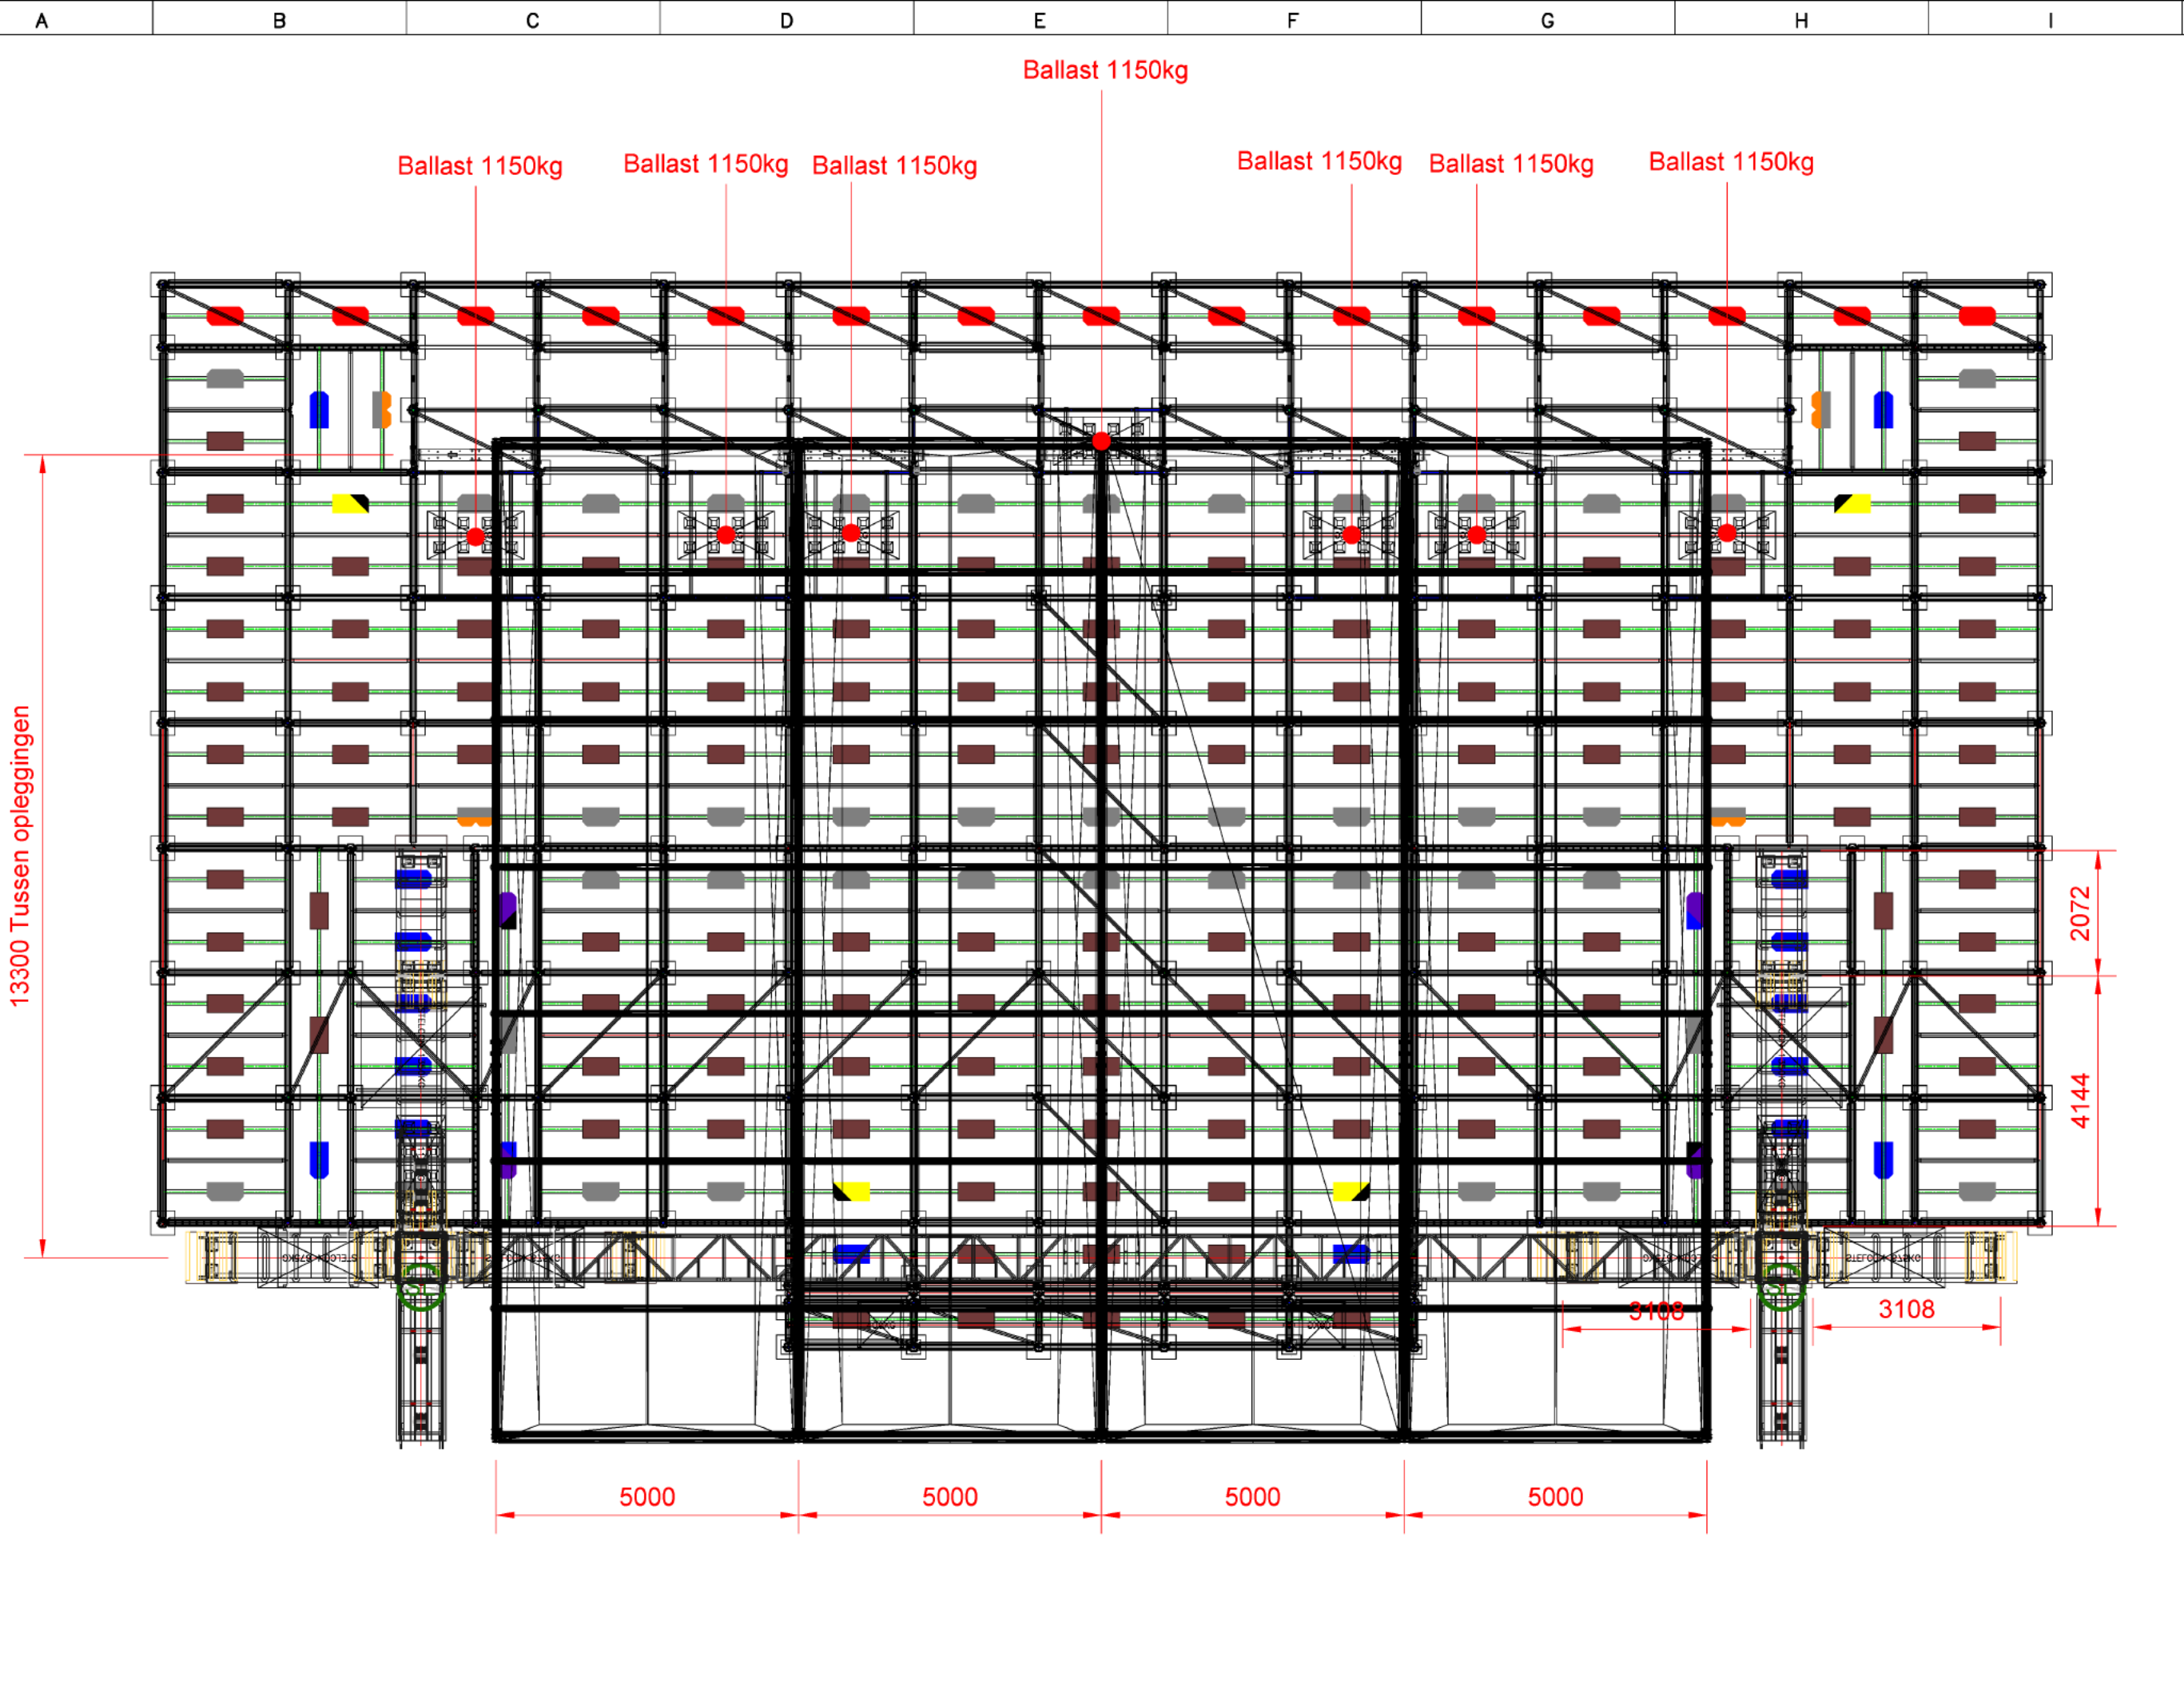 A B C D E F G H I
Ballast 1150kg
Ballast 1150kg Ballast 1150kg Ballast 1150kg Ballast 1150kg Ballast 1150kg Ballast 1150kg
13300 Tussen opleggingen
2072
4144
3108 3108
5000 5000 5000 5000